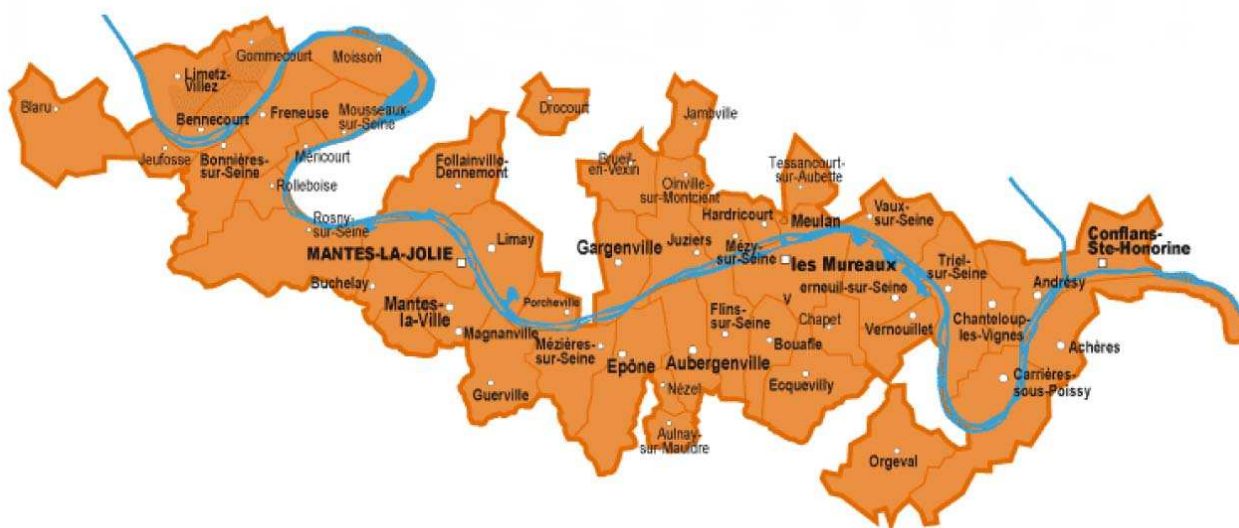 Gommecourt
Moisson
Limetz-
Villez
Blaru
Bennecourt
Freneuse
Mousseaux-
sur-Seine
Jeufosse
Bonnières-
sur-Seine
Méricourt
Rolleboise
Rosny-
sur-Seine
Drocourt
Jambville
Follainville-
Dennemont
Brueil-
en-Vexin
Oinville-
sur-Montcient
Tessancourt-
sur-Aubette
Hardricourt
Meulan
Vaux-
sur-Seine
MANTES-LA-JOLIE
Limay
Gargenville
Juziers
Mézy-
sur-Seine
les Mureaux
Triel-
sur-Seine
Conflans-
Ste-Honorine
Buchelay
Mantes-
la-Ville
Magnanville
Porcheville
Mézières-
sur-Seine
Epône
Aubergenville
Flins-
sur-Seine
V
erneuil-sur-Seine
Chapet
Bouafle
Vernouillet
Chanteloup-
les-Vignes
Andrésy
Achères
Guerville
Nézel
Ecquevilly
Carrières-
sous-Poissy
Aulnay-
sur-Mauldre
Orgeval